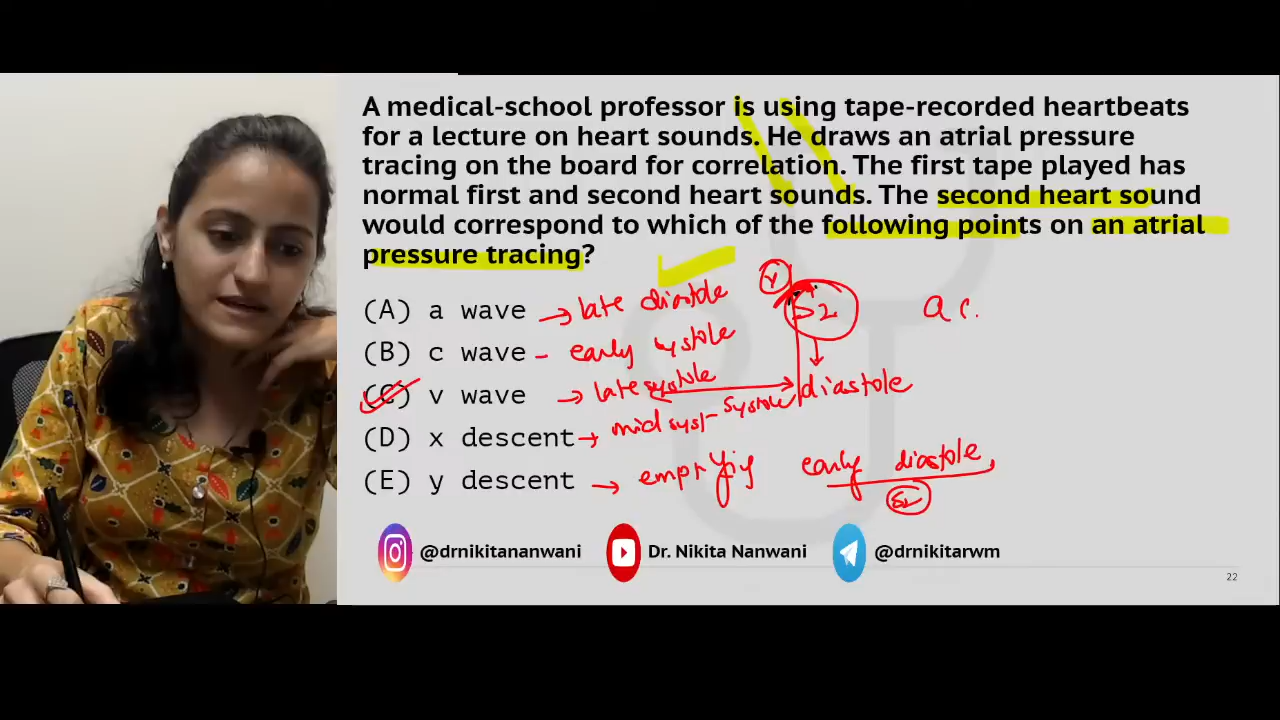 A medical-school professor is using tape-recorded heartbeats
for a lecture on heart sounds. He draws an atrial pressure
tracing on the board for correlation. The first tape played has
normal first and second heart sounds. The second heart sound
would correspond to which of the following points on an atrial
pressure tracing?
(A) a wave → late diastole
(B) c wave - early systole
(C) v wave → late systole → diastole
(D) x descent → mid syst- systole
(E) y descent → emptying early diastole,
S2
S2
a c.
@drnikitananwani Dr. Nikita Nanwani @drnikitarwm
22